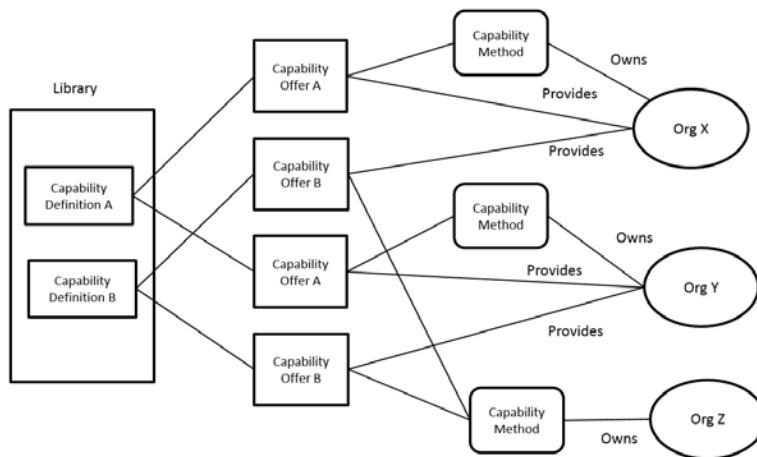 Library
Capability
Definition A
Capability
Definition B
Capability
Offer A
Capability
Offer B
Capability
Offer A
Capability
Offer B
Capability
Method
Owns
Provides
Org X
Provides
Capability
Method
Owns
Provides
Org Y
Provides
Capability
Method
Owns
Org Z